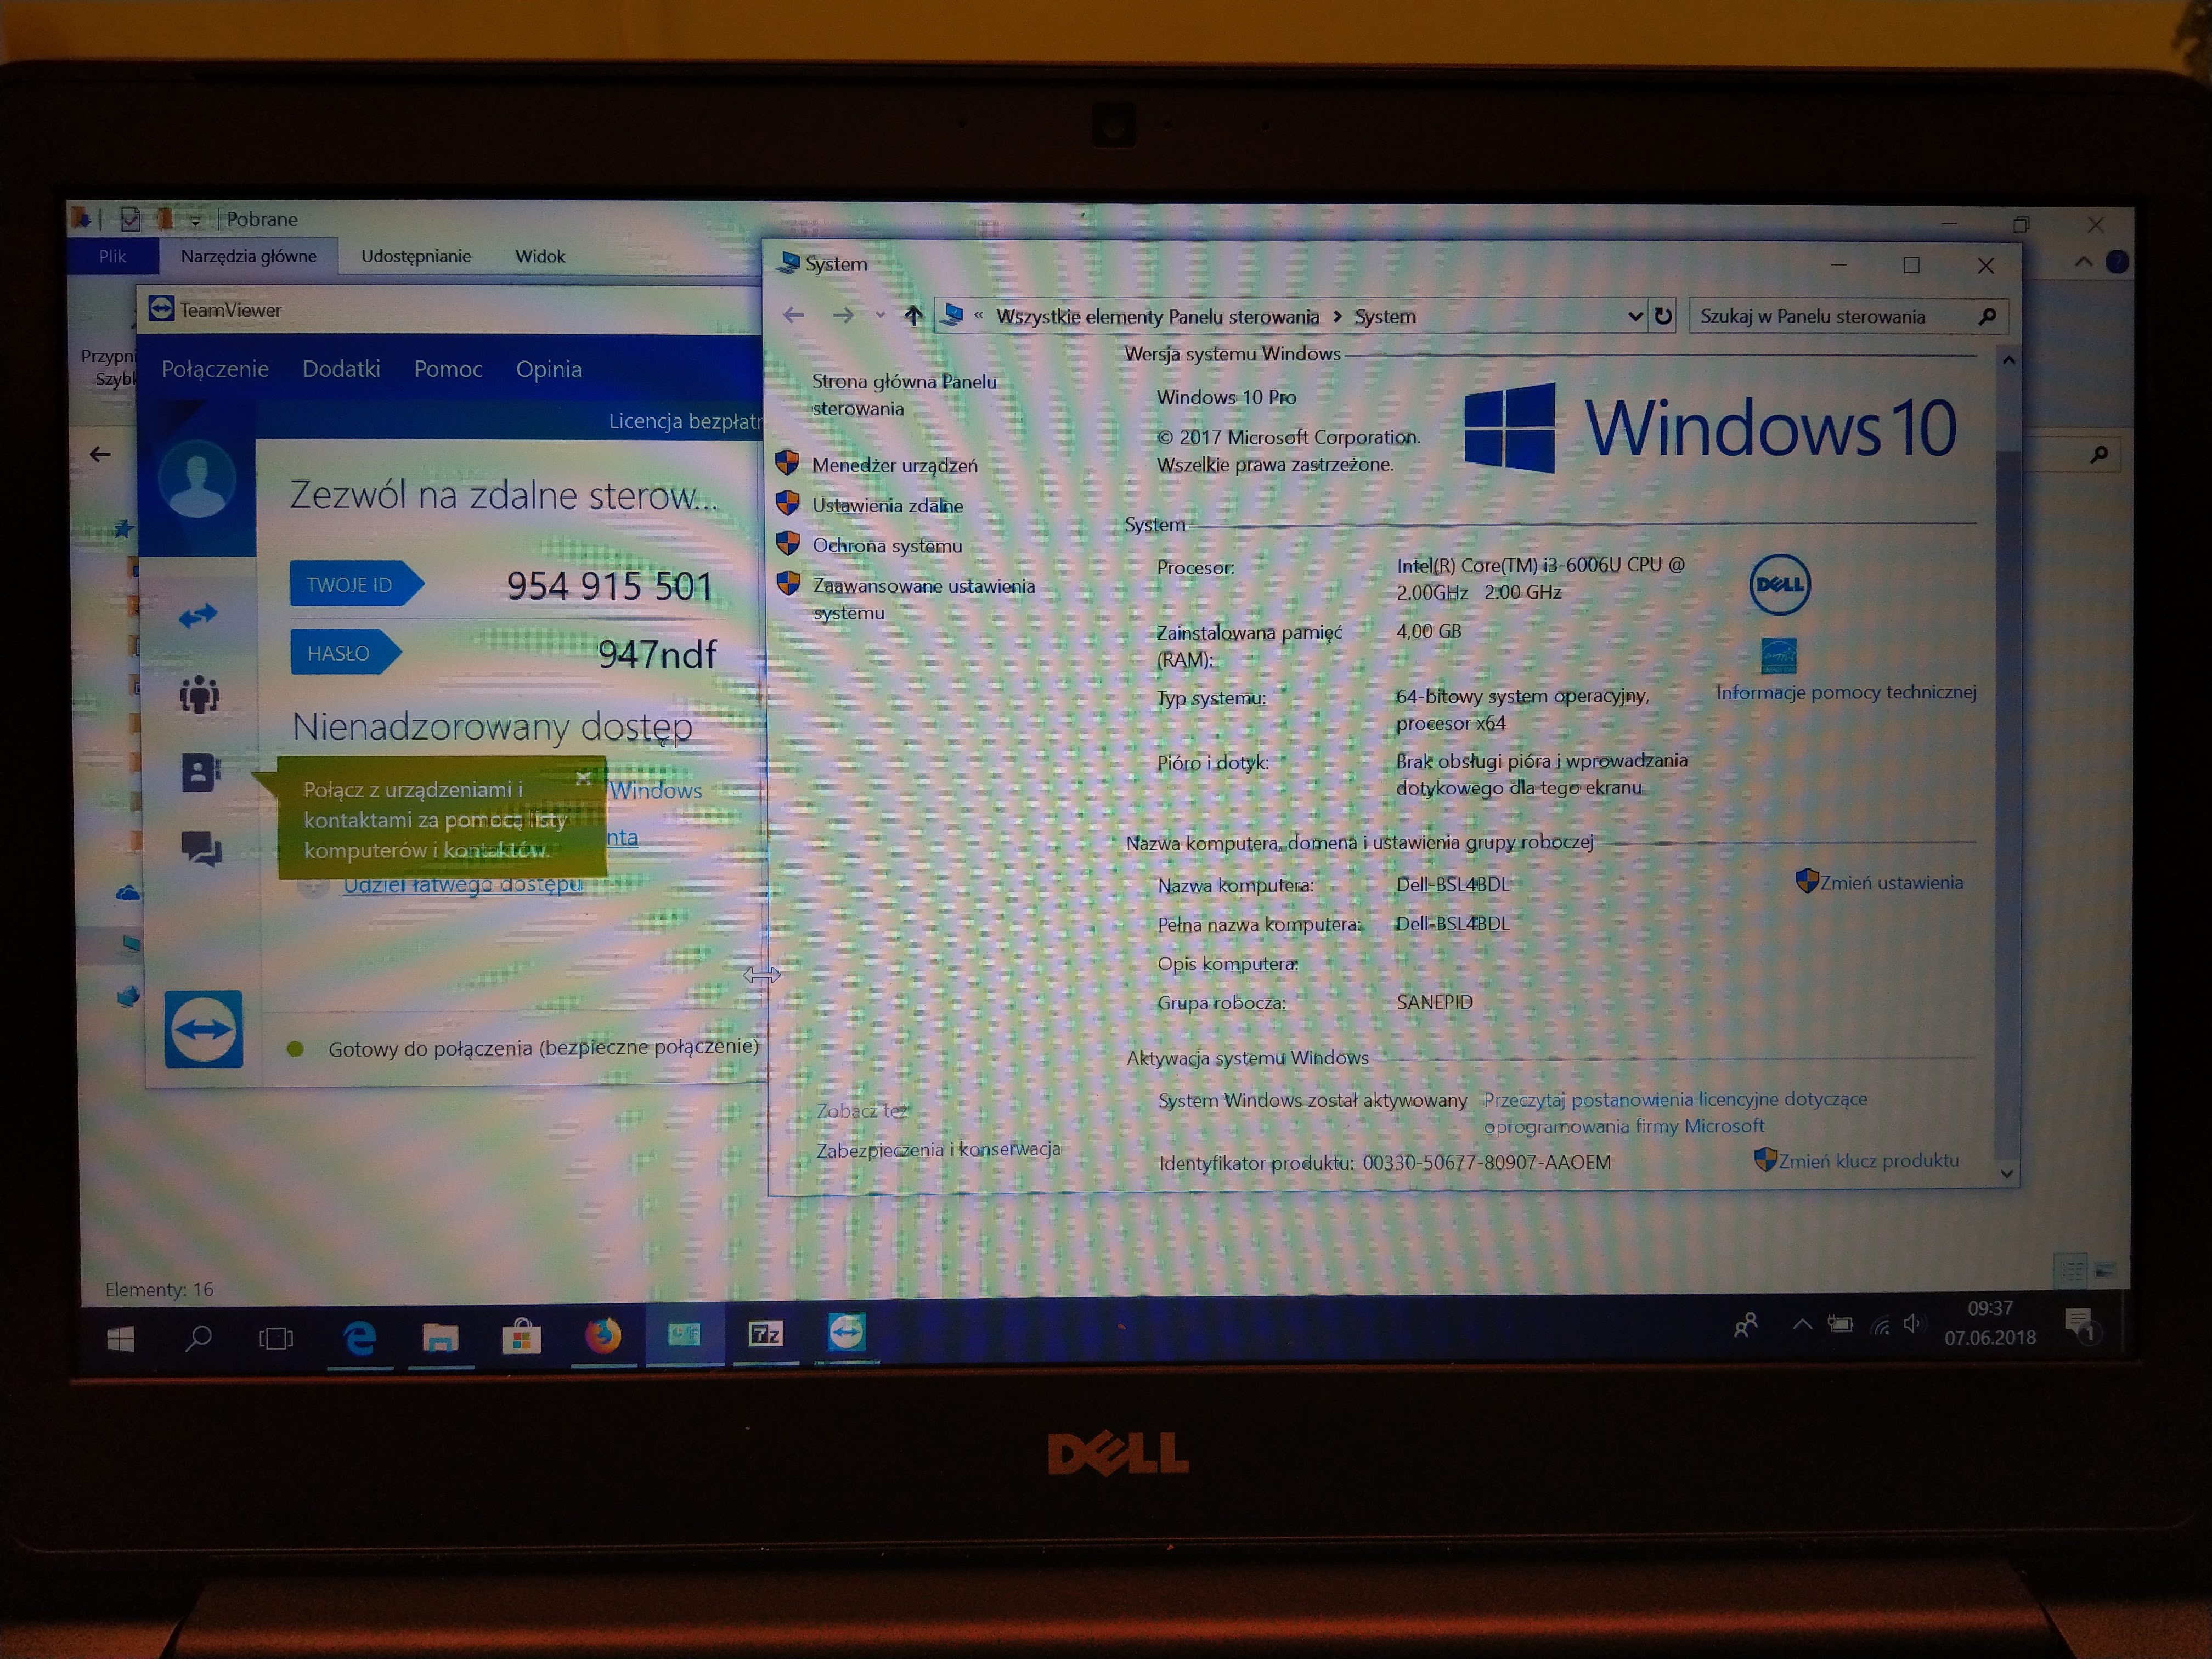 Pobrane
Plik
Narzędzia główne
Udostępnianie
Widok
TeamViewer
Połączenie
Dodatki
Pomoc
Opinia
Zezwól na zdalne sterow...
TWOJE ID
954 915 501
HASŁO
947ndf
Nienadzorowany dostęp
Windows
Połącz z urządzeniami i
kontaktami za pomocą listy
komputerów i kontaktów.
Udziel łatwego dostępu
Gotowy do połączenia (bezpieczne połączenie)
System
« Wszystkie elementy Panelu sterowania > System
Szukaj w Panelu sterowania
Strona główna Panelu
sterowania
Menedżer urządzeń
Ustawienia zdalne
Ochrona systemu
Zaawansowane ustawienia
systemu
Zobacz też
Zabezpieczenia i konserwacja
Wersja systemu Windows
Windows 10 Pro
© 2017 Microsoft Corporation.
Wszelkie prawa zastrzeżone.
Windows 10
System
Procesor:
Intel(R) Core(TM) i3-6006U CPU @
2.00GHz 2.00 GHz
DELL
Zainstalowana pamięć
(RAM):
4,00 GB
Typ systemu:
64-bitowy system operacyjny,
procesor x64
Informacje pomocy technicznej
Pióro i dotyk:
Brak obsługi pióra i wprowadzania
dotykowego dla tego ekranu
Nazwa komputera, domena i ustawienia grupy roboczej
Nazwa komputera:
Dell-BSL4BDL
Zmień ustawienia
Pełna nazwa komputera:
Dell-BSL4BDL
Opis komputera:
Grupa robocza:
SANEPID
Aktywacja systemu Windows
System Windows został aktywowany
Przeczytaj postanowienia licencyjne dotyczące
oprogramowania firmy Microsoft
Identyfikator produktu: 00330-50677-80907-AAOEM
Zmień klucz produktu
Elementy: 16
7z
09:37
07.06.2018
1
DELL